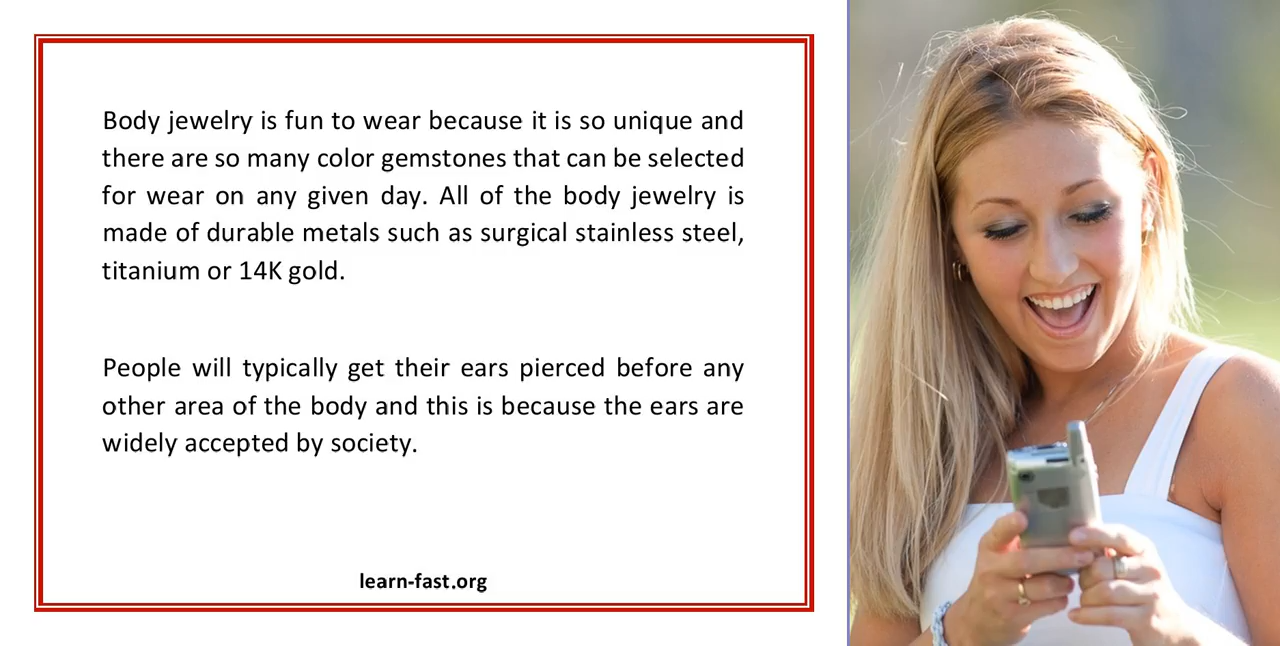 Body jewelry is fun to wear because it is so unique and
there are so many color gemstones that can be selected
for wear on any given day. All of the body jewelry is
made of durable metals such as surgical stainless steel,
titanium or 14K gold.
People will typically get their ears pierced before any
other area of the body and this is because the ears are
widely accepted by society.
learn-fast.org